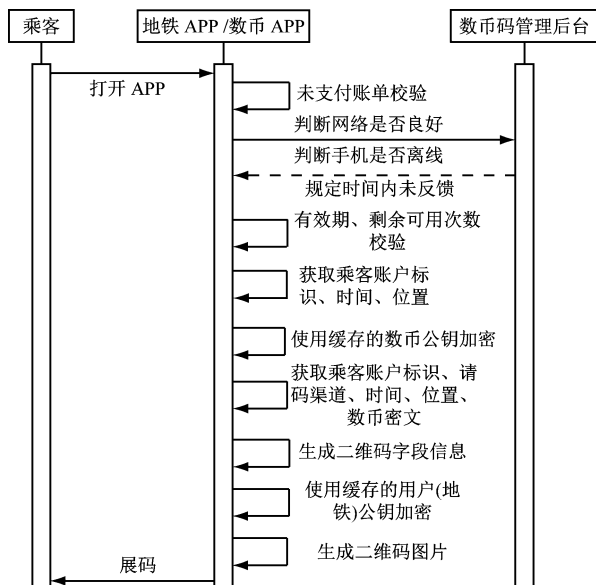 乘客
地铁 APP /数币 APP
数币码管理后台
打开 APP
未支付账单校验
判断网络是否良好
判断手机是否离线
规定时间内未反馈
有效期、剩余可用次数
校验
获取乘客账户标
识、时间、位置
使用缓存的数币公钥加密
获取乘客账户标识、请
码渠道、时间、位置、
数币密文
生成二维码字段信息
使用缓存的用户(地
铁)公钥加密
生成二维码图片
展码